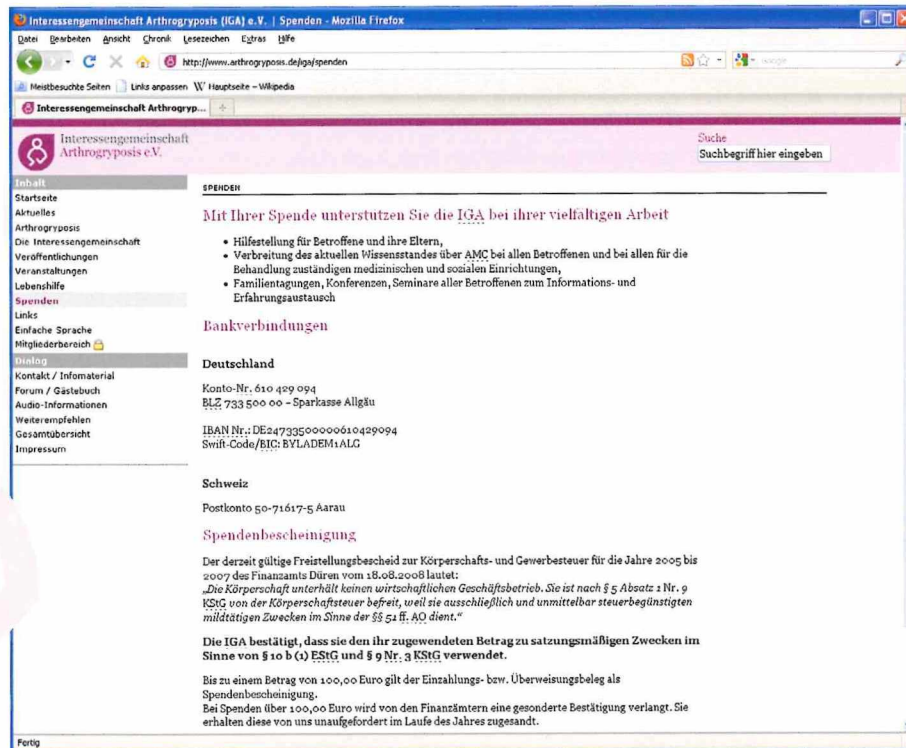 Interessengemeinschaft Arthrogryposis (IGA) e.V. | Spenden - Mozilla Firefox
Datei Bearbeiten Ansicht Chronik Lesezeichen Extras Hilfe
http://www.arthrogryposis.de/iga/spenden
Google
Meistbesuchte Seiten Links anpassen W Hauptseite – Wikipedia
Interessengemeinschaft Arthrogryp...
Interessengemeinschaft
Arthrogryposis e.V.
Suche
Suchbegriff hier eingeben
Inhalt
Startseite
Aktuelles
Arthrogryposis
Die Interessengemeinschaft
Veröffentlichungen
Veranstaltungen
Lebenshilfe
Spenden
Links
Einfache Sprache
Mitgliederbereich
Dialog
Kontakt / Infomaterial
Forum / Gästebuch
Audio-Informationen
Weiterempfehlen
Gesamtübersicht
Impressum
SPENDEN
Mit Ihrer Spende unterstutzen Sie die IGA bei ihrer vielfältigen Arbeit
• Hilfestellung für Betroffene und ihre Eltern,
• Verbreitung des aktuellen Wissensstandes über AMC bei allen Betroffenen und bei allen für die
Behandlung zuständigen medizinischen und sozialen Einrichtungen,
• Familientagungen, Konferenzen, Seminare aller Betroffenen zum Informations- und
Erfahrungsaustausch
Bankverbindungen
Deutschland
Konto-Nr. 610 429 094
BLZ 733 500 00 – Sparkasse Allgäu
IBAN Nr.: DE24733500000610429094
Swift-Code/BIC: BYLADEM1ALG
Schweiz
Postkonto 50-71617-5 Aarau
Spendenbescheinigung
Der derzeit gültige Freistellungsbescheid zur Körperschafts- und Gewerbesteuer für die Jahre 2005 bis
2007 des Finanzamts Düren vom 18.08.2008 lautet:
„Die Körperschaft unterhält keinen wirtschaftlichen Geschäftsbetrieb. Sie ist nach § 5 Absatz 1 Nr. 9
KStG von der Körperschaftsteuer befreit, weil sie ausschließlich und unmittelbar steuerbegünstigten
mildtätigen Zwecken im Sinne der §§ 51 ff. AO dient.“
Die IGA bestätigt, dass sie den ihr zugewendeten Betrag zu satzungsmäßigen Zwecken im
Sinne von § 10 b (1) EStG und § 9 Nr. 3 KStG verwendet.
Bis zu einem Betrag von 100,00 Euro gilt der Einzahlungs- bzw. Überweisungsbeleg als
Spendenbescheinigung.
Bei Spenden über 100,00 Euro wird von den Finanzämtern eine gesonderte Bestätigung verlangt. Sie
erhalten diese von uns unaufgefordert im Laufe des Jahres zugesandt.
Fertig